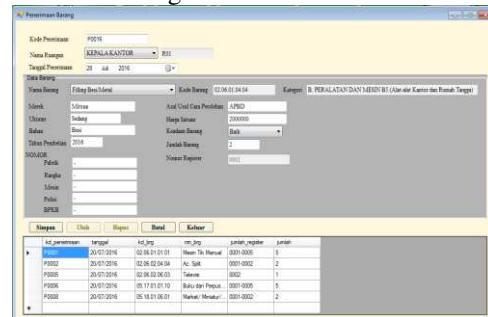 Penerimaan Barang
Kode Penerimaan P0016
Nama Ruangan KEPALA KANTOR R01
Tanggal Penerimaan 20 Juli 2016
Data Barang
Nama Barang Filling Besi/Metal Kode Barang 02.06.01.04.04 Kategori B. PERALATAN DAN MESIN B5 (Alat-alat Kantor dan Rumah Tangga)
Merek Mitsua Asal Usul Cara Perolehan APBD
Ukuran Sedang Harga Satuan 2000000
Bahan Besi Keadaan Barang Baik
Tahun Pembelian 2016 Jumlah Barang 2
NOMOR Nomor Register 0002
Pabrik -
Rangka -
Mesin -
Polisi -
BPKB -
Simpan Ubah Hapus Batal Keluar
kd_penerimaan tanggal kd_brg nm_brg jumlah_register jumlah
P0001 20/07/2016 02.06.01.01.01 Mesin Tik Manual ... 0001-0005 5
P0002 20/07/2016 02.06.02.04.04 Ac. Split 0001-0002 2
P0005 20/07/2016 02.06.02.06.03 Televisi 0002 1
P0006 20/07/2016 05.17.01.01.10 Buku dan Perpus... 0001-0005 5
P0008 20/07/2016 05.18.01.06.01 Market/ Miniatur/... 0001-0002 2